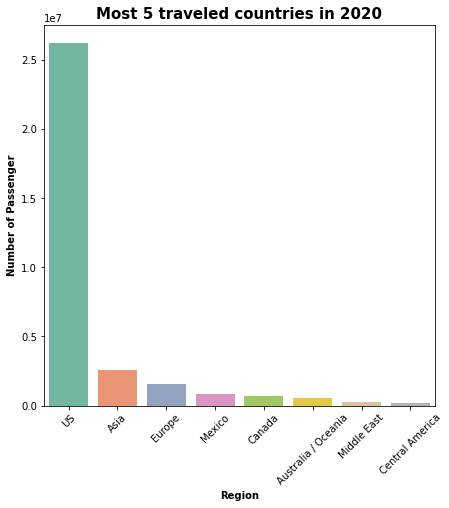 Most 5 traveled countries in 2020
1e7
2.5
2.0
1.5
1.0
0.5
0.0
Number of Passenger
US
Asia
Europe
Mexico
Canada
Australia / Oceania
Middle East
Central America
Region